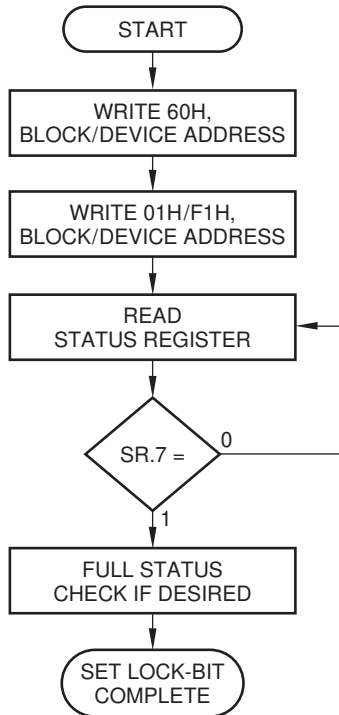 START
WRITE 60H,
BLOCK/DEVICE ADDRESS
WRITE 01H/F1H,
BLOCK/DEVICE ADDRESS
READ
STATUS REGISTER
SR.7 =
0
1
FULL STATUS
CHECK IF DESIRED
SET LOCK-BIT
COMPLETE